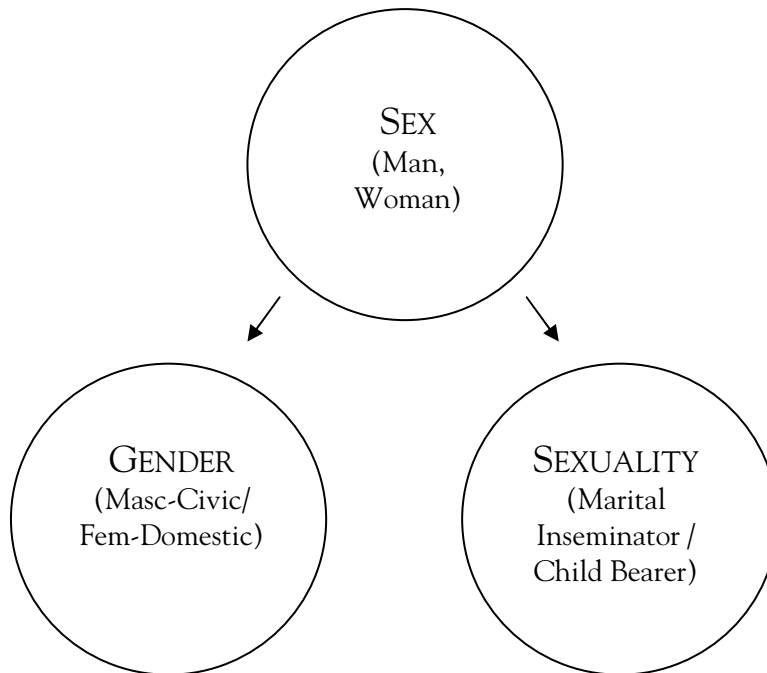 SEX
(Man,
Woman)
GENDER
(Masc-Civic/
Fem-Domestic)
SEXUALITY
(Marital
Inseminator /
Child Bearer)